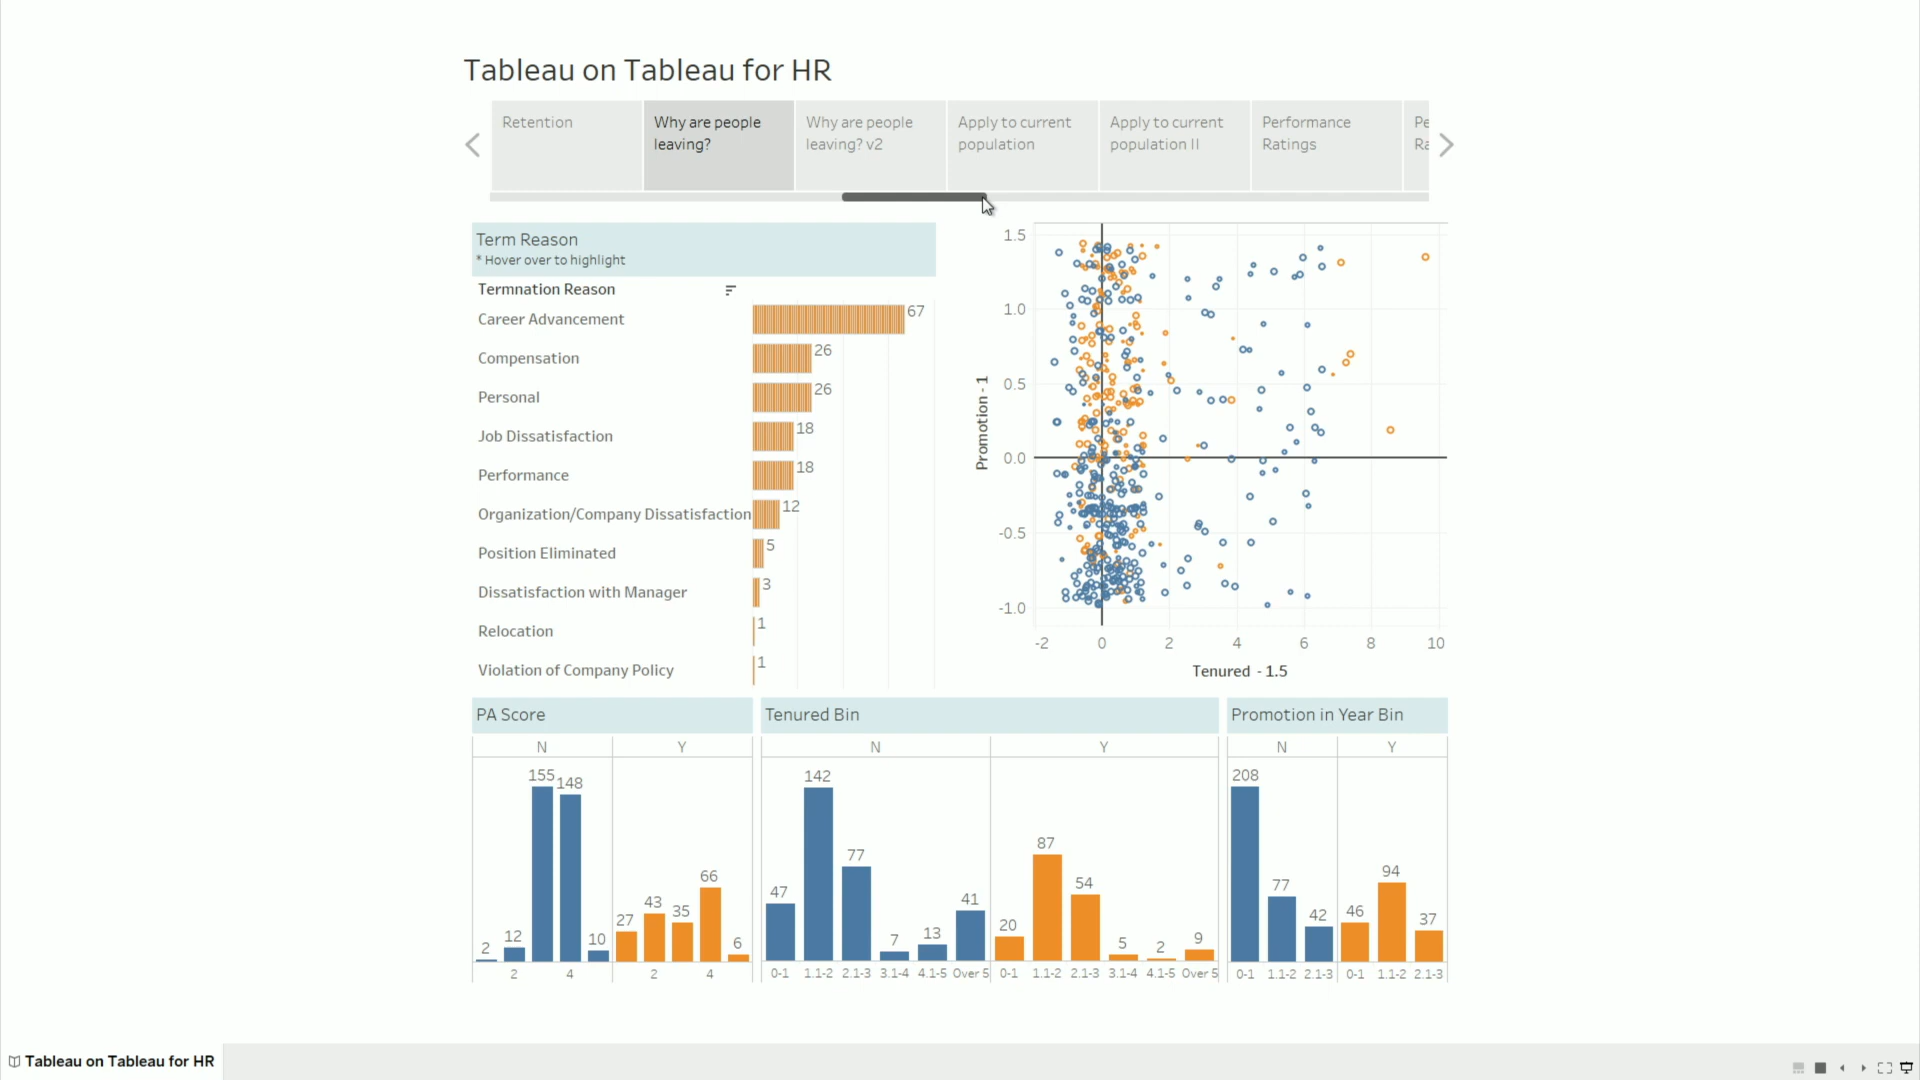 Tableau on Tableau for HR
Retention
Why are people
leaving?
Why are people
leaving? v2
Apply to current
population
Apply to current
population II
Performance
Ratings
Pe
Ra
Term Reason
* Hover over to highlight
Termnation Reason
Career Advancement 67
Compensation 26
Personal 26
Job Dissatisfaction 18
Performance 18
Organization/Company Dissatisfaction 12
Position Eliminated 5
Dissatisfaction with Manager 3
Relocation 1
Violation of Company Policy 1
Promotion - 1
1.5
1.0
0.5
0.0
-0.5
-1.0
-2 0 2 4 6 8 10
Tenured - 1.5
PA Score
N Y
2 12 155 148 10 27 43 35 66 6
2 4 2 4
Tenured Bin
N Y
47 142 77 7 13 41 20 87 54 5 2 9
0-1 1.1-2 2.1-3 3.1-4 4.1-5 Over 5 0-1 1.1-2 2.1-3 3.1-4 4.1-5 Over 5
Promotion in Year Bin
N Y
208 77 42 46 94 37
0-1 1.1-2 2.1-3 0-1 1.1-2 2.1-3
Tableau on Tableau for HR